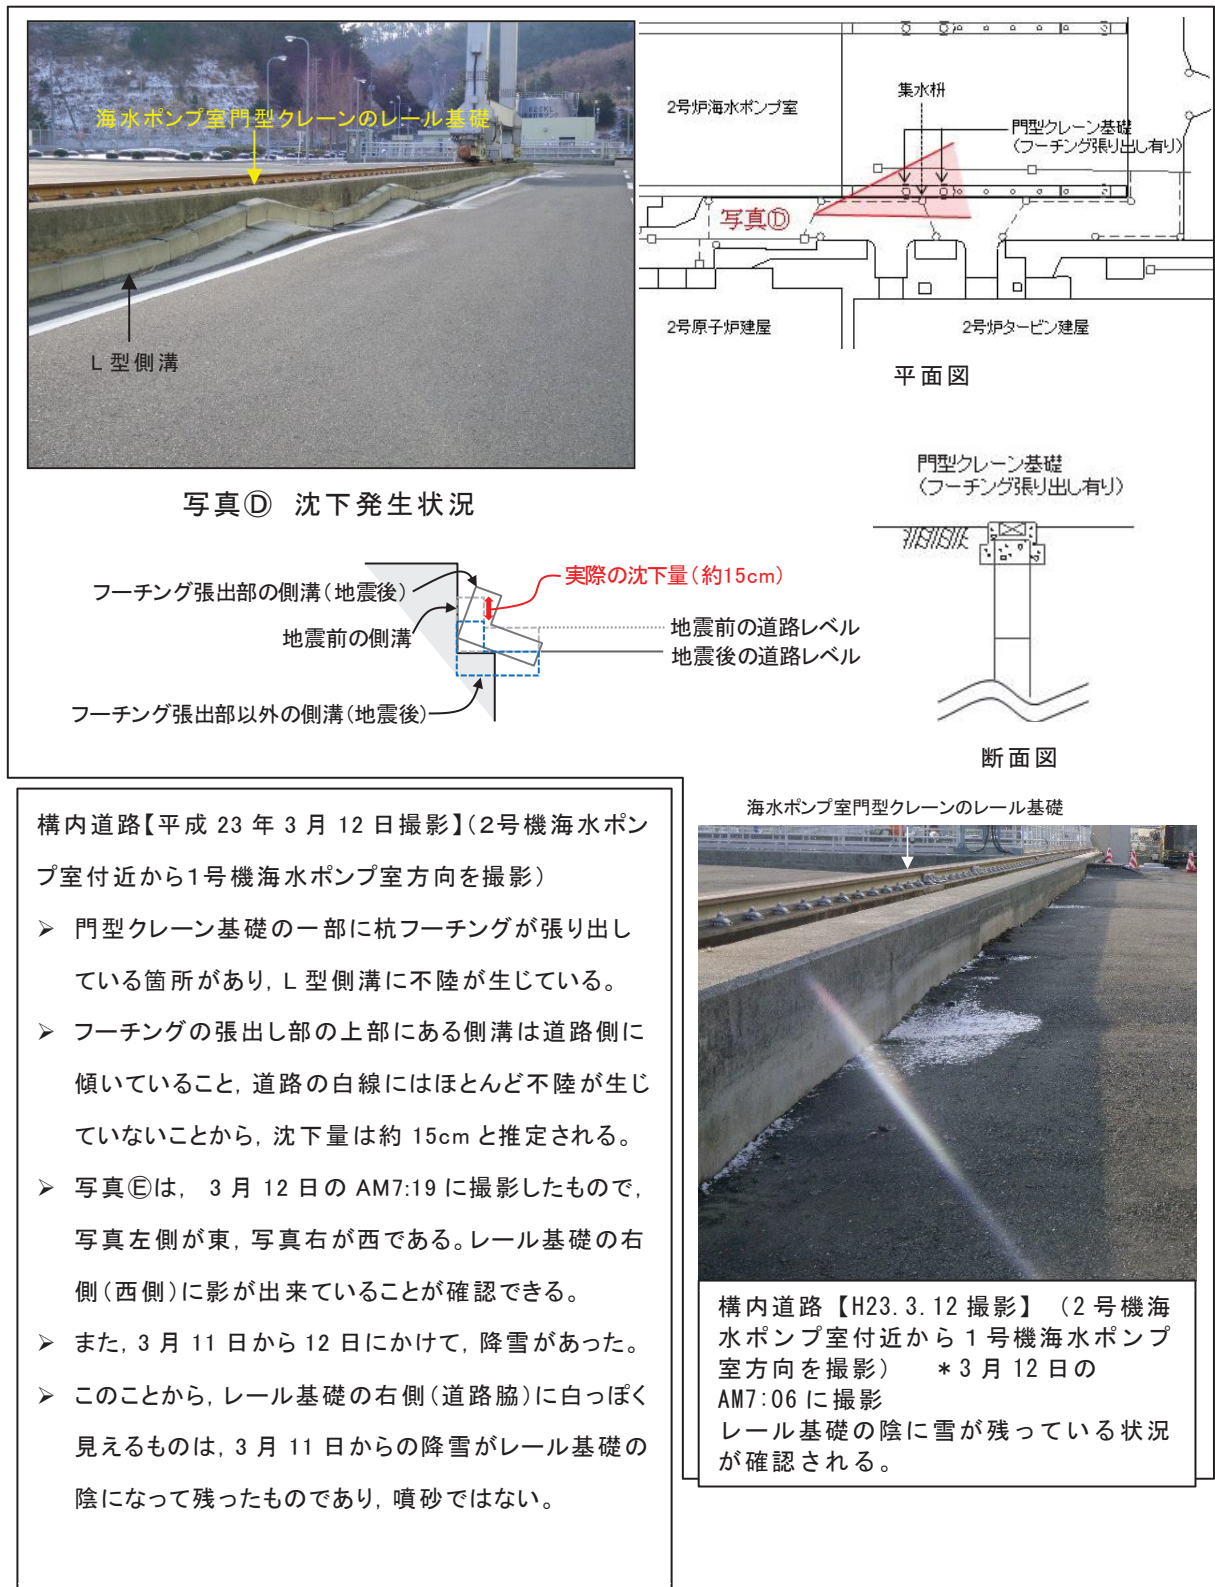 海水ポンプ室門型クレーンのレール基礎
L型側溝
写真Ⓓ 沈下発生状況
2号炉海水ポンプ室
集水枡
門型クレーン基礎
(フーチング張り出し有り)
写真Ⓓ
2号原子炉建屋
2号炉タービン建屋
平面図
門型クレーン基礎
(フーチング張り出し有り)
断面図
フーチング張出部の側溝(地震後)
地震前の側溝
フーチング張出部以外の側溝(地震後)
実際の沈下量(約15cm)
地震前の道路レベル
地震後の道路レベル
構内道路【平成 23 年 3 月 12 日撮影】(2号機海水ポン
プ室付近から1号機海水ポンプ室方向を撮影)
➢ 門型クレーン基礎の一部に杭フーチングが張り出し
ている箇所があり, L 型側溝に不陸が生じている。
➢ フーチングの張出し部の上部にある側溝は道路側に
傾いていること, 道路の白線にはほとんど不陸が生じ
ていないことから, 沈下量は約 15cm と推定される。
➢ 写真Ⓔは, 3 月 12 日の AM7:19 に撮影したもので,
写真左側が東, 写真右が西である。レール基礎の右
側(西側)に影が出来ていることが確認できる。
➢ また, 3 月 11 日から 12 日にかけて, 降雪があった。
➢ このことから, レール基礎の右側(道路脇)に白っぽく
見えるものは, 3 月 11 日からの降雪がレール基礎の
陰になって残ったものであり, 噴砂ではない。
海水ポンプ室門型クレーンのレール基礎
構内道路【H23.3.12 撮影】 (2 号機海
水ポンプ室付近から 1 号機海水ポンプ
室方向を撮影) *3 月 12 日の
AM7:06 に撮影
レール基礎の陰に雪が残っている状況
が確認される。